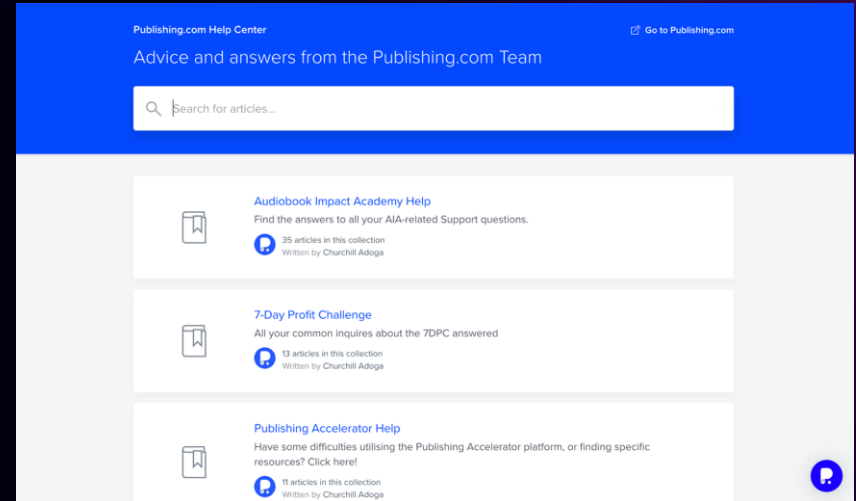 Publishing.com Help Center
Go to Publishing.com
Advice and answers from the Publishing.com Team
Search for articles...
Audiobook Impact Academy Help
Find the answers to all your AIA-related Support questions.
35 articles in this collection
Written by Churchill Adoga
7-Day Profit Challenge
All your common inquires about the 7DPC answered
13 articles in this collection
Written by Churchill Adoga
Publishing Accelerator Help
Have some difficulties utilising the Publishing Accelerator platform, or finding specific
resources? Click here!
11 articles in this collection
Written by Churchill Adoga